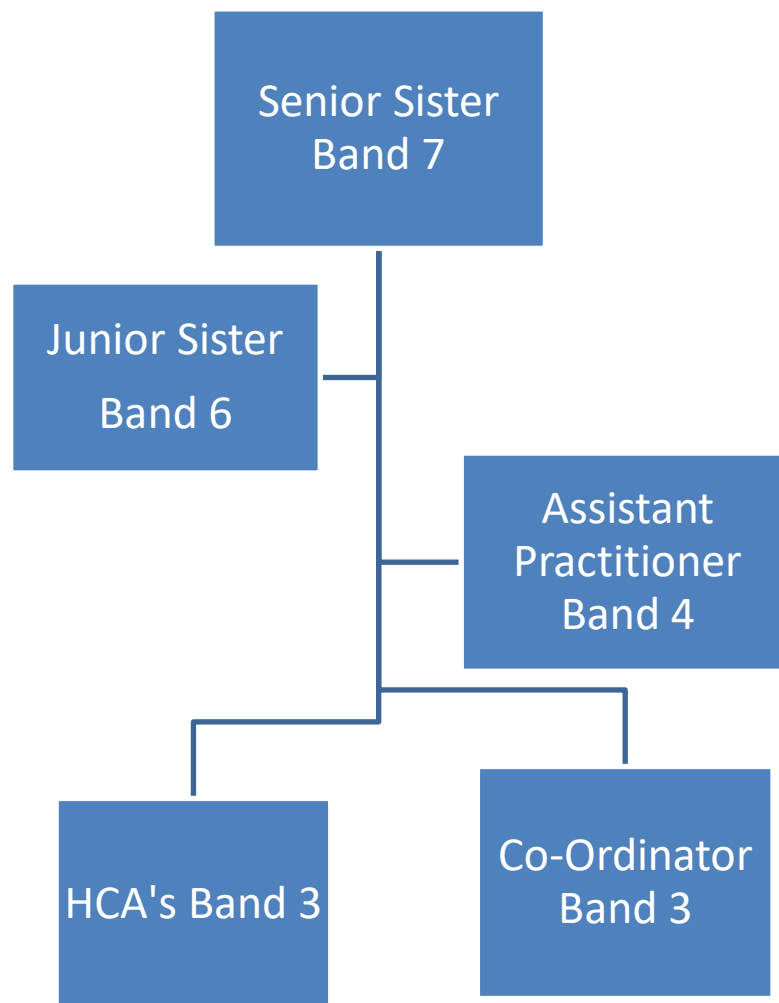 Senior Sister
Band 7
Junior Sister
Band 6
Assistant
Practitioner
Band 4
HCA's Band 3
Co-Ordinator
Band 3